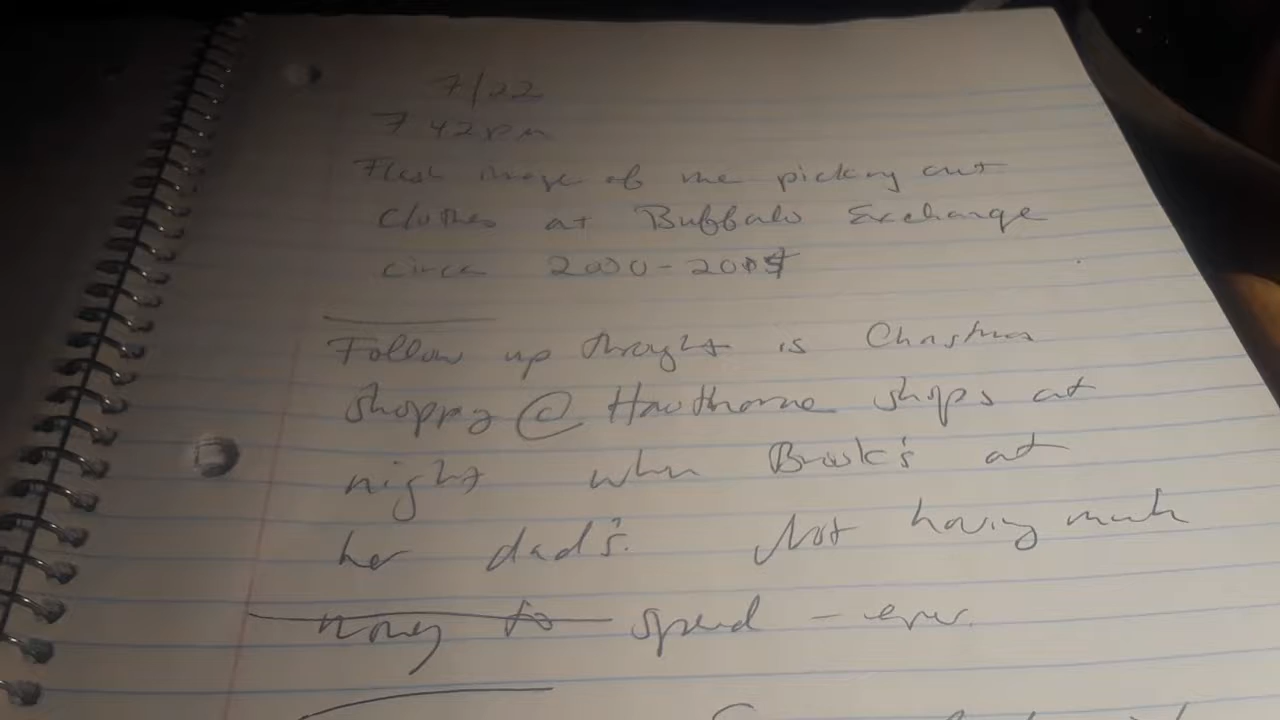 7/22
7 42pm
Flash image of me picking out
clothes at Buffalo Exchange
circa 2000-2005
Follow up thought is Christmas
shopping @ Hawthorne shops at
night when Brook's at
her dad's. Not having much
money to spend - ever.